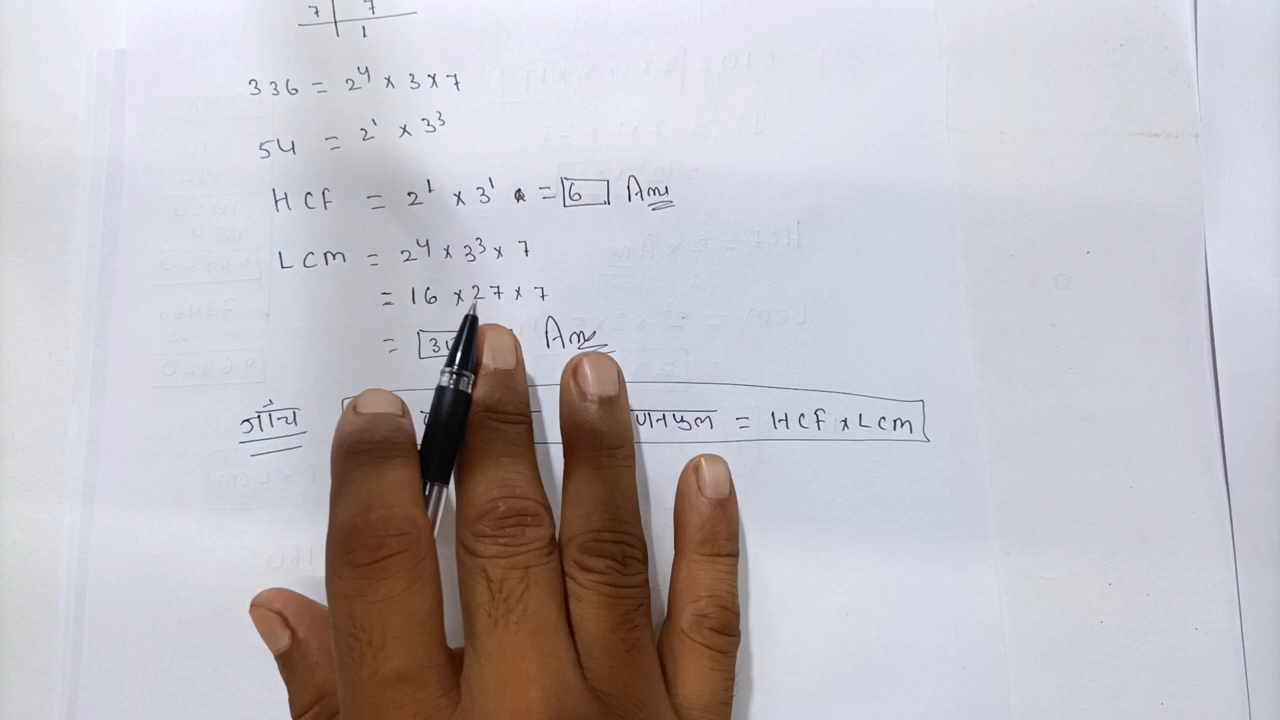 7 | 7
1
336 = 2⁴ × 3 × 7
54 = 2¹ × 3³
HCF = 2¹ × 3¹ = 6 Ans
LCM = 2⁴ × 3³ × 7
= 16 × 27 × 7
= Ans
जाँच = HCF × LCM